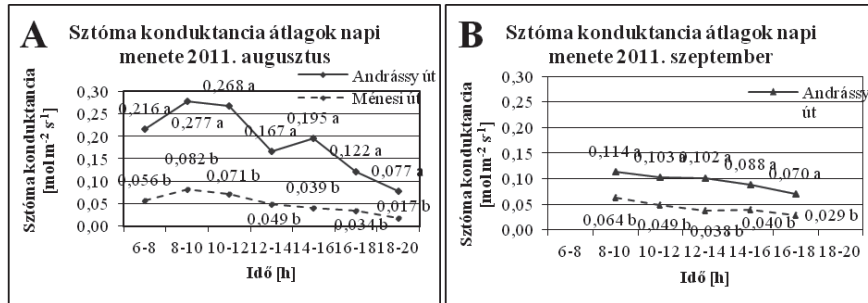 A
Sztóma konduktancia átlagok napi
menete 2011. augusztus
Sztóma konduktancia
[mol m⁻² s⁻¹]
0,30
0,25
0,20
0,15
0,10
0,05
0,00
Andrássy út
Ménesi út
0,216 a
0,277 a
0,268 a
0,167 a
0,195 a
0,122 a
0,077 a
0,056 b
0,082 b
0,071 b
0,049 b
0,039 b
0,034 b
0,017 b
6-8 8-10 10-12 12-14 14-16 16-18 18-20
Idő [h]
B
Sztóma konduktancia átlagok napi
menete 2011. szeptember
Sztóma konduktancia
[mol m⁻² s⁻¹]
0,30
0,25
0,20
0,15
0,10
0,05
0,00
Andrássy
út
0,114 a
0,103 a
0,102 a
0,088 a
0,070 a
0,064 b
0,049 b
0,038 b
0,040 b
0,029 b
6-8 8-10 10-12 12-14 14-16 16-18 18-20
Idő [h]